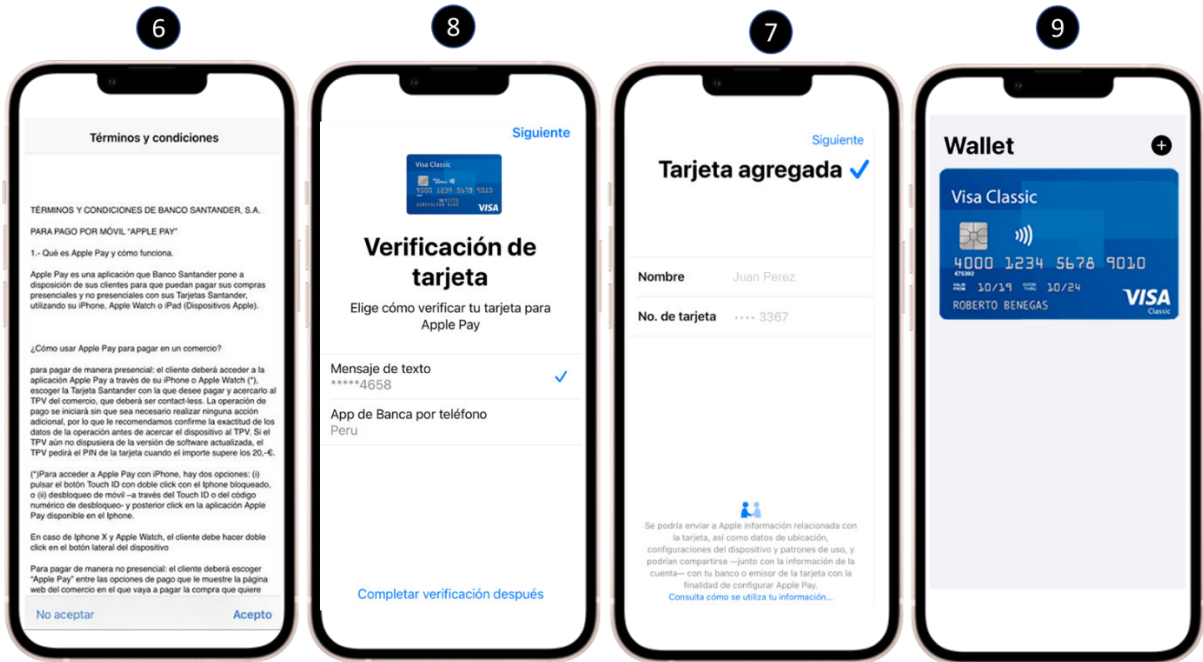 6
Términos y condiciones
TÉRMINOS Y CONDICIONES DE BANCO SANTANDER, S.A.
PARA PAGO POR MÓVIL "APPLE PAY"
1.- Qué es Apple Pay y cómo funciona.
Apple Pay es una aplicación que Banco Santander pone a
disposición de sus clientes para que puedan pagar sus compras
presenciales y no presenciales con sus Tarjetas Santander,
utilizando su iPhone, Apple Watch o iPad (Dispositivos Apple).
¿Cómo usar Apple Pay para pagar en un comercio?
para pagar de manera presencial: el cliente deberá acceder a la
aplicación Apple Pay a través de su iPhone o Apple Watch (*),
escoger la Tarjeta Santander con la que desee pagar y acercarlo al
TPV del comercio, que deberá ser contact-less. La operación de
pago se iniciará sin que sea necesario realizar ninguna acción
adicional, por lo que le recomendamos confirme la exactitud de los
datos de la operación antes de acercar el dispositivo al TPV. Si el
TPV aún no dispusiera de la versión de software actualizada, el
TPV pedirá el PIN de la tarjeta cuando el importe supere los 20,-€.
(*)Para acceder a Apple Pay con iPhone, hay dos opciones: (i)
pulsar el botón Touch ID con doble click con el Iphone bloqueado,
o (ii) desbloqueo de móvil –a través del Touch ID o del código
numérico de desbloqueo- y posterior click en la aplicación Apple
Pay disponible en el Iphone.
En caso de Iphone X y Apple Watch, el cliente debe hacer doble
click en el botón lateral del dispositivo
Para pagar de manera no presencial: el cliente deberá escoger
"Apple Pay" entre las opciones de pago que le muestre la página
web del comercio en el que vaya a pagar la compra que quiere
No aceptar Acepto
8
Siguiente
Visa Classic
4000 1234 5678 9010
VISA
Verificación de
tarjeta
Elige cómo verificar tu tarjeta para
Apple Pay
Mensaje de texto
*****4658
App de Banca por teléfono
Peru
Completar verificación después
7
Siguiente
Tarjeta agregada
Nombre Juan Perez
No. de tarjeta •••• 3367
Se podría enviar a Apple información relacionada con
la tarjeta, así como datos de ubicación,
configuraciones del dispositivo y patrones de uso, y
podrían compartirse —junto con la información de la
cuenta— con tu banco o emisor de la tarjeta con la
finalidad de configurar Apple Pay.
Consulta cómo se utiliza tu información...
9
Wallet
Visa Classic
4000 1234 5678 9010
475392
10/19 10/24
ROBERTO BENEGAS
VISA
Classic